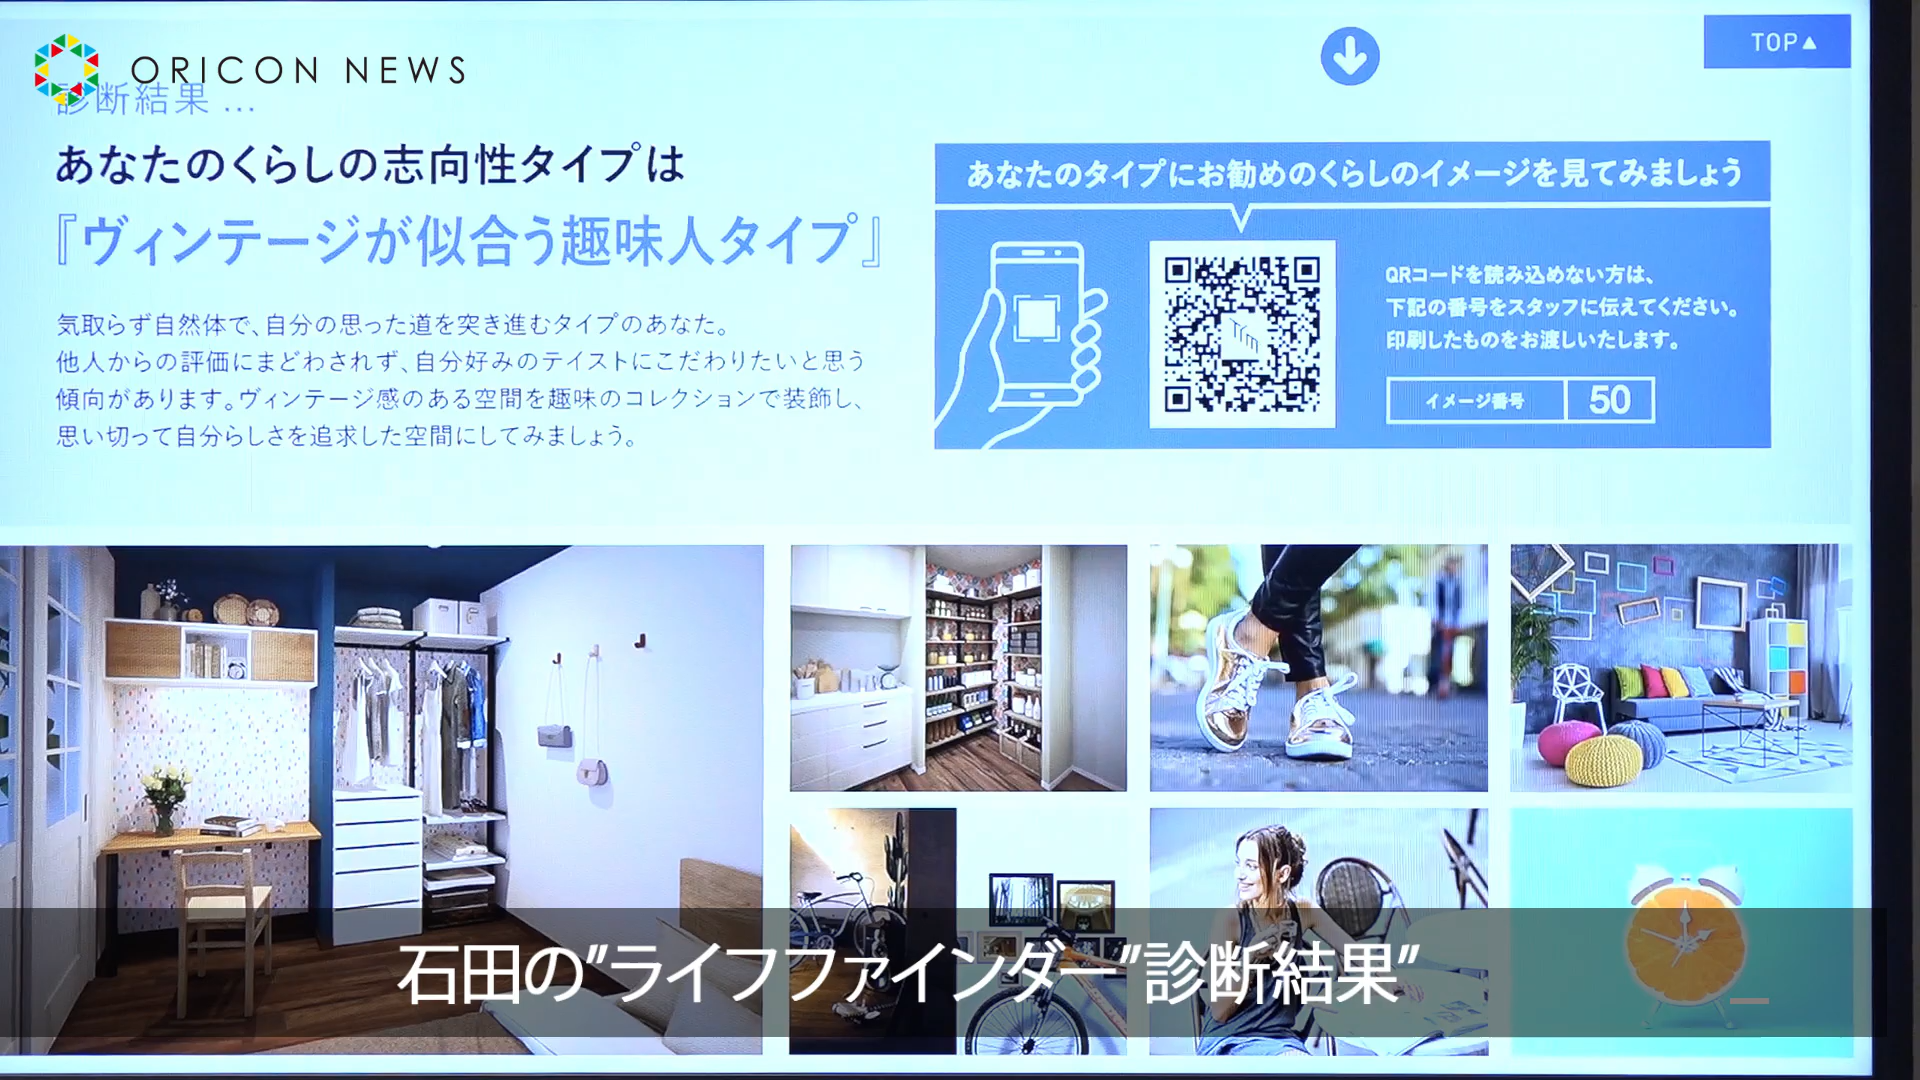 ORICON NEWS
TOP▲
診断結果 …
あなたのくらしの志向性タイプは
『ヴィンテージが似合う趣味人タイプ』
気取らず自然体で、自分の思った道を突き進むタイプのあなた。
他人からの評価にまどわされず、自分好みのテイストにこだわりたいと思う
傾向があります。ヴィンテージ感のある空間を趣味のコレクションで装飾し、
思い切って自分らしさを追求した空間にしてみましょう。
あなたのタイプにお勧めのくらしのイメージを見てみましょう
QRコードを読み込めない方は、
下記の番号をスタッフに伝えてください。
印刷したものをお渡しいたします。
イメージ番号 50
石田の"ライフファインダー"診断結果"